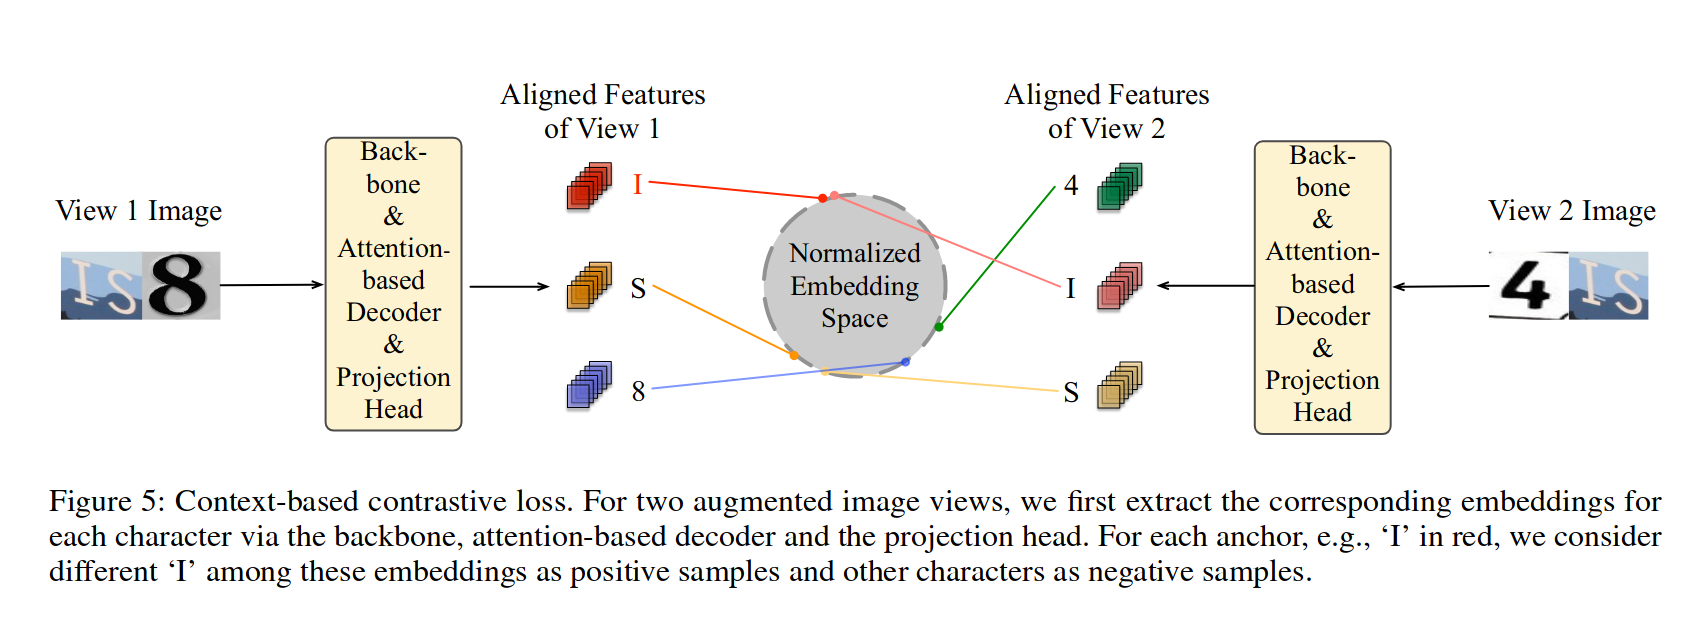 Aligned Features
of View 1
Aligned Features
of View 2
View 1 Image
IS8
Back-
bone
&
Attention-
based
Decoder
&
Projection
Head
I
S
8
Normalized
Embedding
Space
4
I
S
Back-
bone
&
Attention-
based
Decoder
&
Projection
Head
View 2 Image
4IS
Figure 5: Context-based contrastive loss. For two augmented image views, we first extract the corresponding embeddings for
each character via the backbone, attention-based decoder and the projection head. For each anchor, e.g., ‘I’ in red, we consider
different ‘I’ among these embeddings as positive samples and other characters as negative samples.